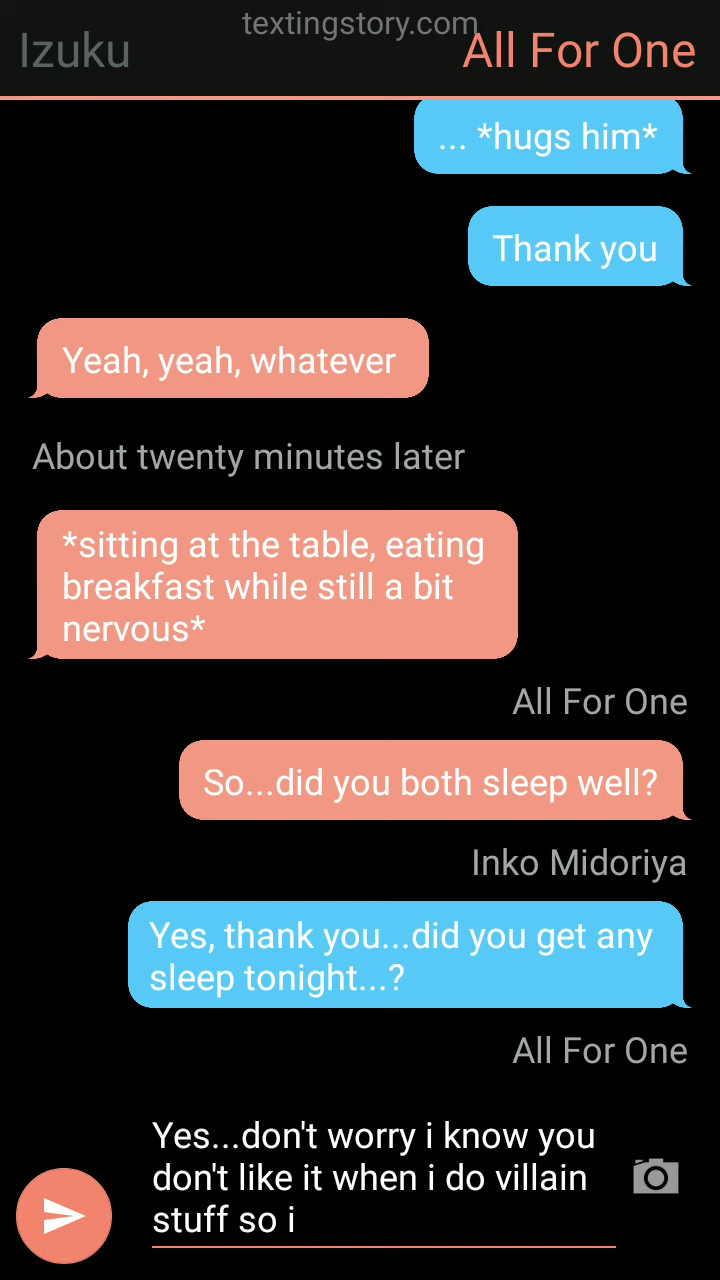 textingstory.com
Izuku
All For One
... *hugs him*
Thank you
Yeah, yeah, whatever
About twenty minutes later
*sitting at the table, eating
breakfast while still a bit
nervous*
All For One
So...did you both sleep well?
Inko Midoriya
Yes, thank you...did you get any
sleep tonight...?
All For One
Yes...don't worry i know you
don't like it when i do villain
stuff so i